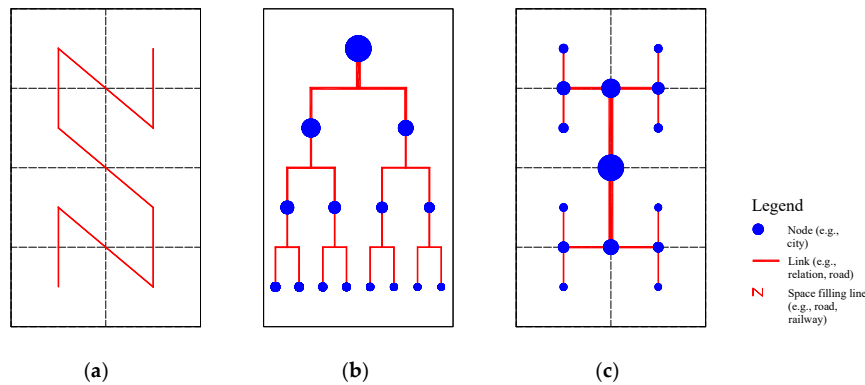 Legend
Node (e.g.,
city)
Link (e.g.,
relation, road)
Space filling line
(e.g., road,
railway)
(a) (b) (c)